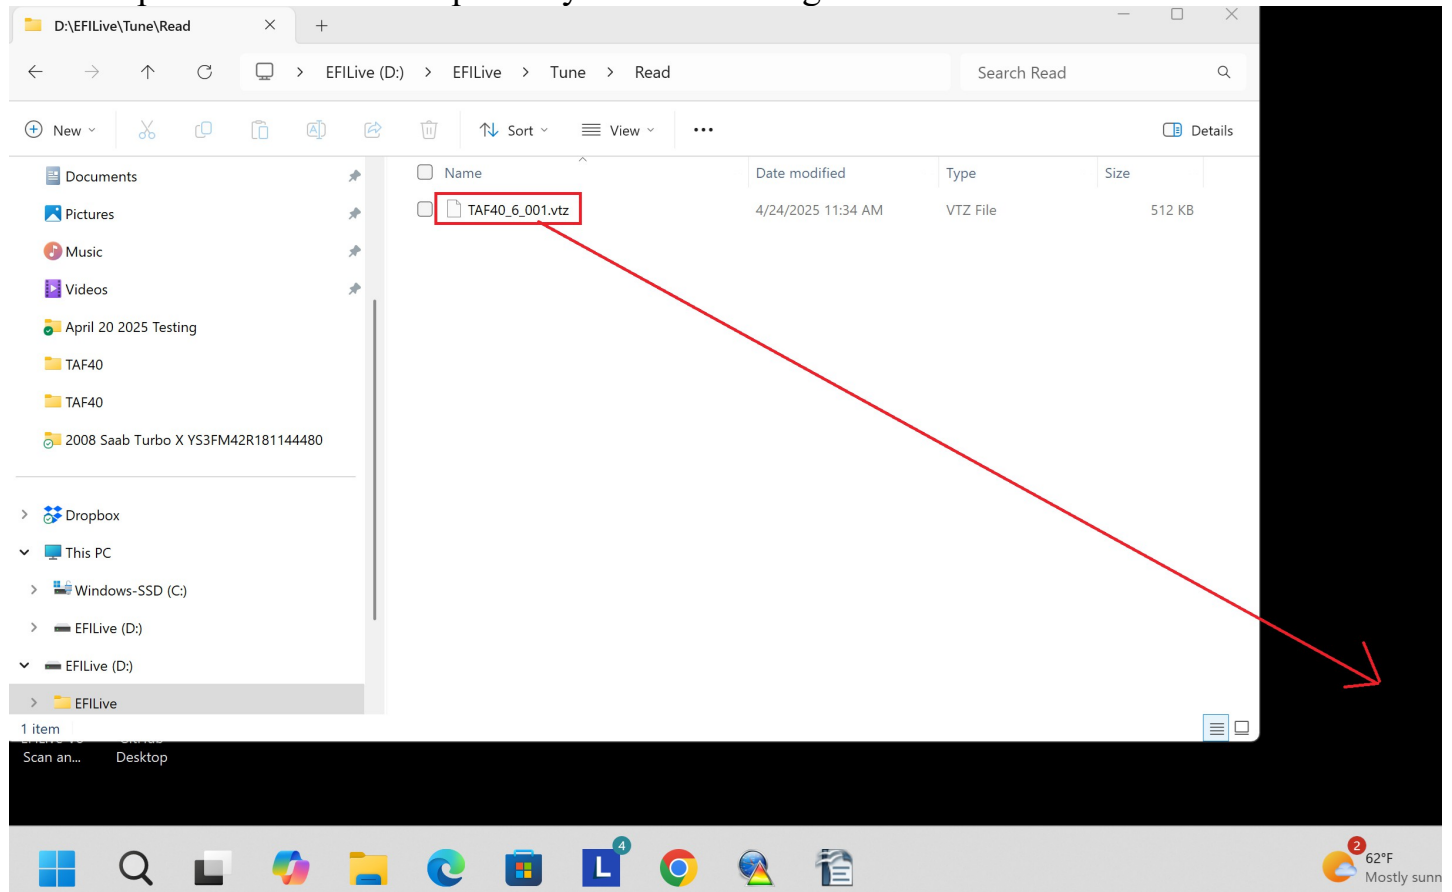 D:\EFILive\Tune\Read
EFILive (D:) > EFILive > Tune > Read
Search Read
New
Sort
View
Details
Documents
Pictures
Music
Videos
April 20 2025 Testing
TAF40
TAF40
2008 Saab Turbo X YS3FM42R181144480
Dropbox
This PC
Windows-SSD (C:)
EFILive (D:)
EFILive (D:)
EFILive
Name Date modified Type Size
TAF40_6_001.vtz 4/24/2025 11:34 AM VTZ File 512 KB
1 item
Scan an... Desktop
L 4
2
62°F
Mostly sunn